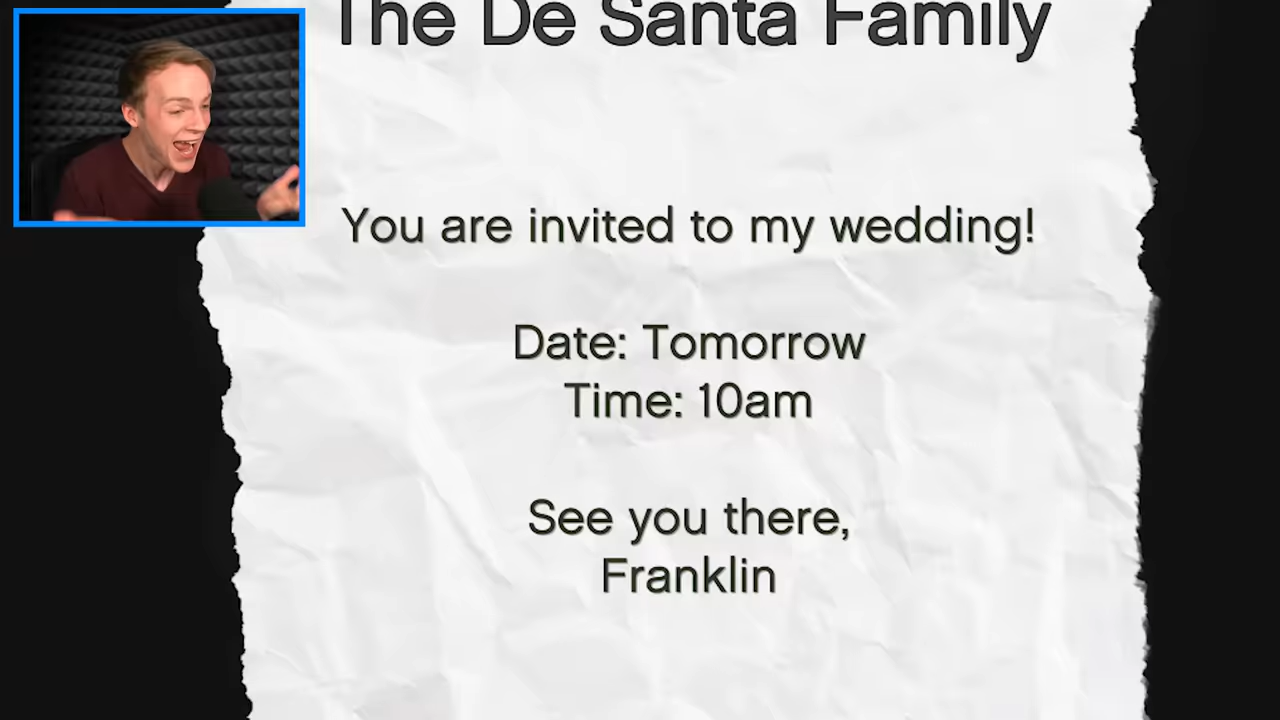 The De Santa Family
You are invited to my wedding!
Date: Tomorrow
Time: 10am
See you there,
Franklin